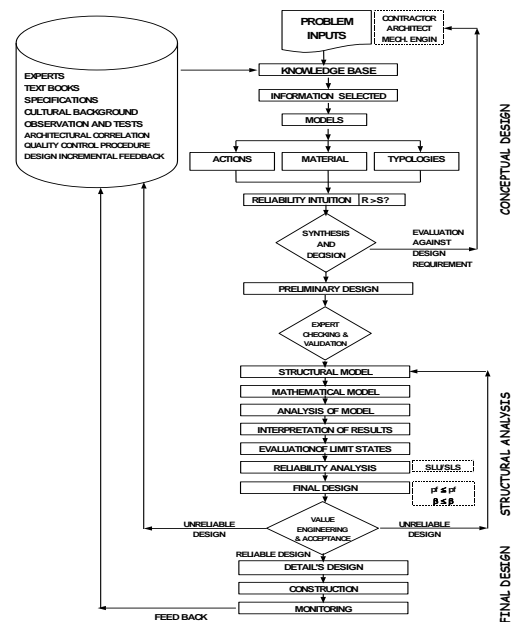 PROBLEM
INPUTS
CONTRACTOR
ARCHITECT
MECH. ENGIN
EXPERTS
TEXT BOOKS
SPECIFICATIONS
CULTURAL BACKGROUND
OBSERVATION AND TESTS
ARCHITECTURAL CORRELATION
QUALITY CONTROL PROCEDURE
DESIGN INCREMENTAL FEEDBACK
KNOWLEDGE BASE
INFORMATION SELECTED
MODELS
ACTIONS
MATERIAL
TYPOLOGIES
RELIABILITY INTUITION
R >S?
SYNTHESIS
AND
DECISION
EVALUATION
AGAINST
DESIGN
REQUIREMENT
CONCEPTUAL DESIGN
PRELIMINARY DESIGN
EXPERT
CHECKING &
VALIDATION
STRUCTURAL MODEL
MATHEMATICAL MODEL
ANALYSIS OF MODEL
INTERPRETATION OF RESULTS
EVALUATIONOF LIMIT STATES
RELIABILITY ANALYSIS
SLU/SLS
FINAL DESIGN
pf ≤ pf
β ≤ β
STRUCTURAL ANALYSIS
UNRELIABLE
DESIGN
VALUE
ENGINEERING
& ACCEPTANCE
UNRELIABLE
DESIGN
RELIABLE DESIGN
DETAIL'S DESIGN
CONSTRUCTION
MONITORING
FEED BACK
FINAL DESIGN